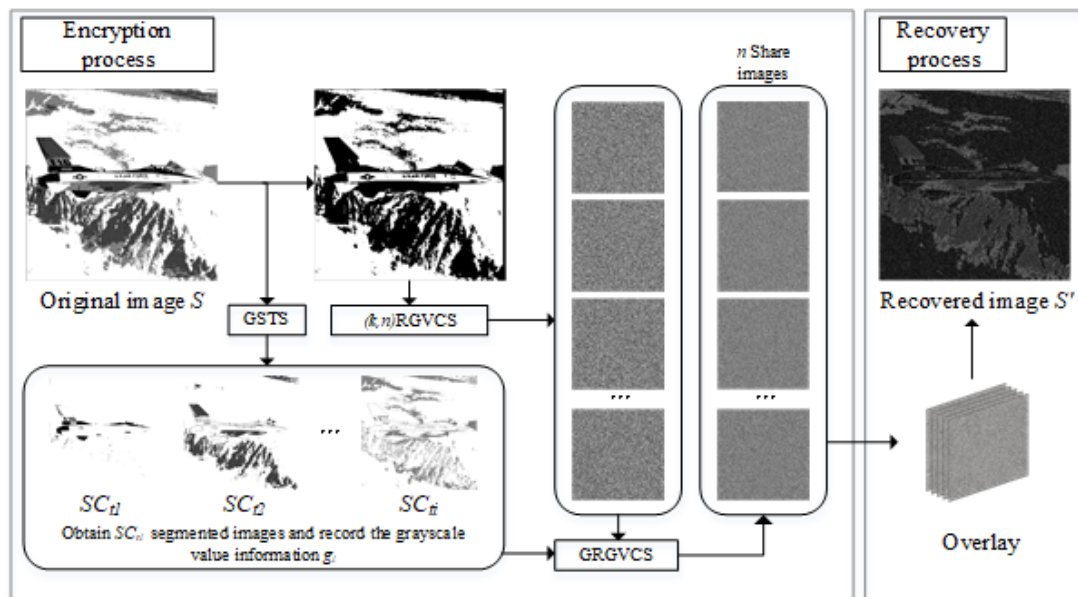 Encryption
process
Original image S
GSTS
(k,n)RGVCS
n Share
images
...
...
...
SCt1
SCt2
SCti
Obtain SCti segmented images and record the grayscale
value information gi
GRGVCS
Recovery
process
Recovered image S'
Overlay